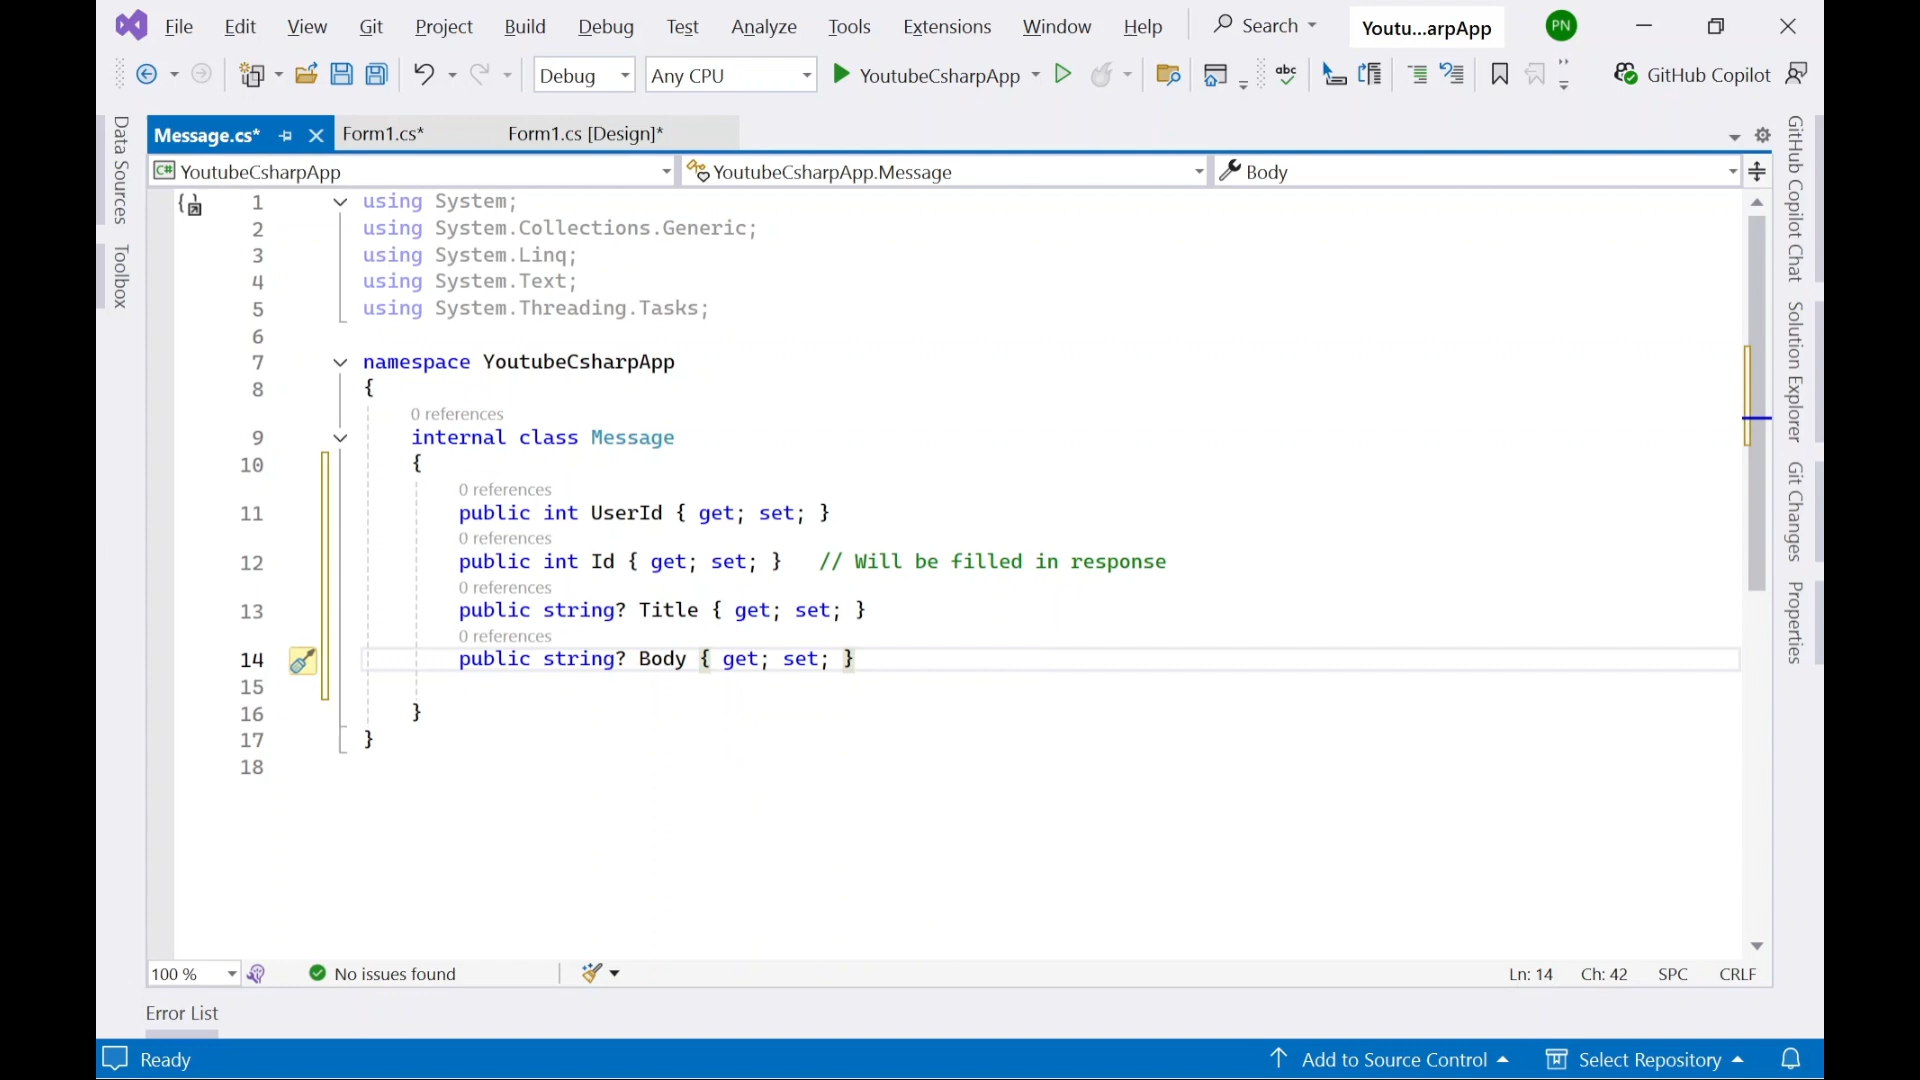 File Edit View Git Project Build Debug Test Analyze Tools Extensions Window Help Search Youtu...arpApp PN
Debug Any CPU YoutubeCsharpApp abc GitHub Copilot
Message.cs* Form1.cs* Form1.cs [Design]*
C# YoutubeCsharpApp YoutubeCsharpApp.Message Body
Data Sources
Toolbox
1 using System;
2 using System.Collections.Generic;
3 using System.Linq;
4 using System.Text;
5 using System.Threading.Tasks;
6
7 namespace YoutubeCsharpApp
8 {
0 references
9 internal class Message
10 {
0 references
11 public int UserId { get; set; }
0 references
12 public int Id { get; set; } // Will be filled in response
0 references
13 public string? Title { get; set; }
0 references
14 public string? Body { get; set; }
15
16 }
17 }
18
GitHub Copilot Chat
Solution Explorer
Git Changes
Properties
100 % No issues found Ln: 14 Ch: 42 SPC CRLF
Error List
Ready Add to Source Control Select Repository